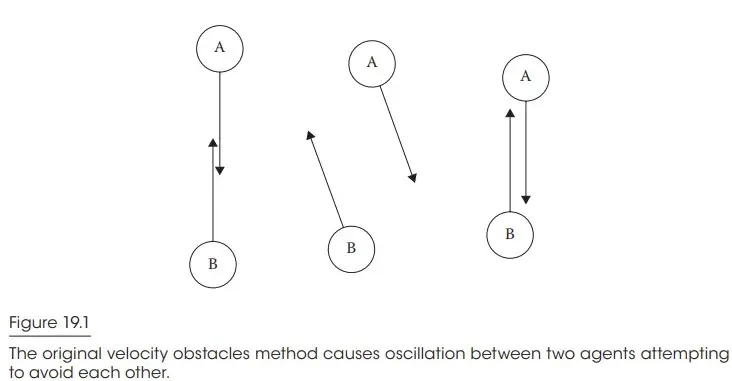 A
A
A
B
B
B
Figure 19.1
The original velocity obstacles method causes oscillation between two agents attempting
to avoid each other.